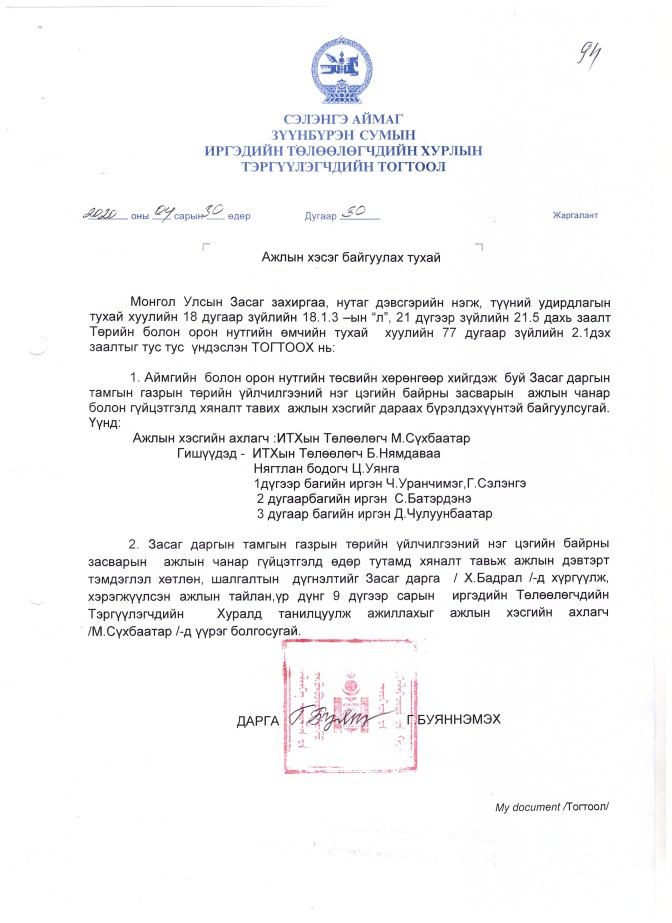 94
СЭЛЭНГЭ АЙМАГ
ЗҮҮНБҮРЭН СУМЫН
ИРГЭДИЙН ТӨЛӨӨЛӨГЧДИЙН ХУРЛЫН
ТЭРГҮҮЛЭГЧДИЙН ТОГТООЛ
2020 оны 04 сарын 30 өдөр Дугаар 30 Жаргалант
Ажлын хэсэг байгуулах тухай
Монгол Улсын Засаг захиргаа, нутаг дэвсгэрийн нэгж, түүний удирдлагын
тухай хуулийн 18 дугаар зүйлийн 18.1.3 –ын “л”, 21 дүгээр зүйлийн 21.5 дахь заалт
Төрийн болон орон нутгийн өмчийн тухай хуулийн 77 дугаар зүйлийн 2.1дэх
заалтыг тус тус үндэслэн ТОГТООХ нь:
1. Аймгийн болон орон нутгийн төсвийн хөрөнгөөр хийгдэж буй Засаг даргын
тамгын газрын төрийн үйлчилгээний нэг цэгийн байрны засварын ажлын чанар
болон гүйцэтгэлд хяналт тавих ажлын хэсгийг дараах бүрэлдэхүүнтэй байгуулсугай.
Үүнд:
Ажлын хэсгийн ахлагч :ИТХын Төлөөлөгч М.Сүхбаатар
Гишүүдэд - ИТХын Төлөөлөгч Б.Нямдаваа
Нягтлан бодогч Ц.Уянга
1дүгээр багийн иргэн Ч.Уранчимэг,Г.Сэлэнгэ
2 дугаарбагийн иргэн С.Батэрдэнэ
3 дугаар багийн иргэн Д.Чулуунбаатар
2. Засаг даргын тамгын газрын төрийн үйлчилгээний нэг цэгийн байрны
засварын ажлын чанар гүйцэтгэлд өдөр тутамд хяналт тавьж ажлын дэвтэрт
тэмдэглэл хөтлөн, шалгалтын дүгнэлтийг Засаг дарга / Х.Бадрал /-д хүргүүлж,
хэрэгжүүлсэн ажлын тайлан,үр дүнг 9 дүгээр сарын иргэдийн Төлөөлөгчдийн
Тэргүүлэгчдийн Хуралд танилцуулж ажиллахыг ажлын хэсгийн ахлагч
/М.Сүхбаатар /-д үүрэг болгосугай.
ДАРГА Г.БУЯННЭМЭХ
My document /Тогтоол/